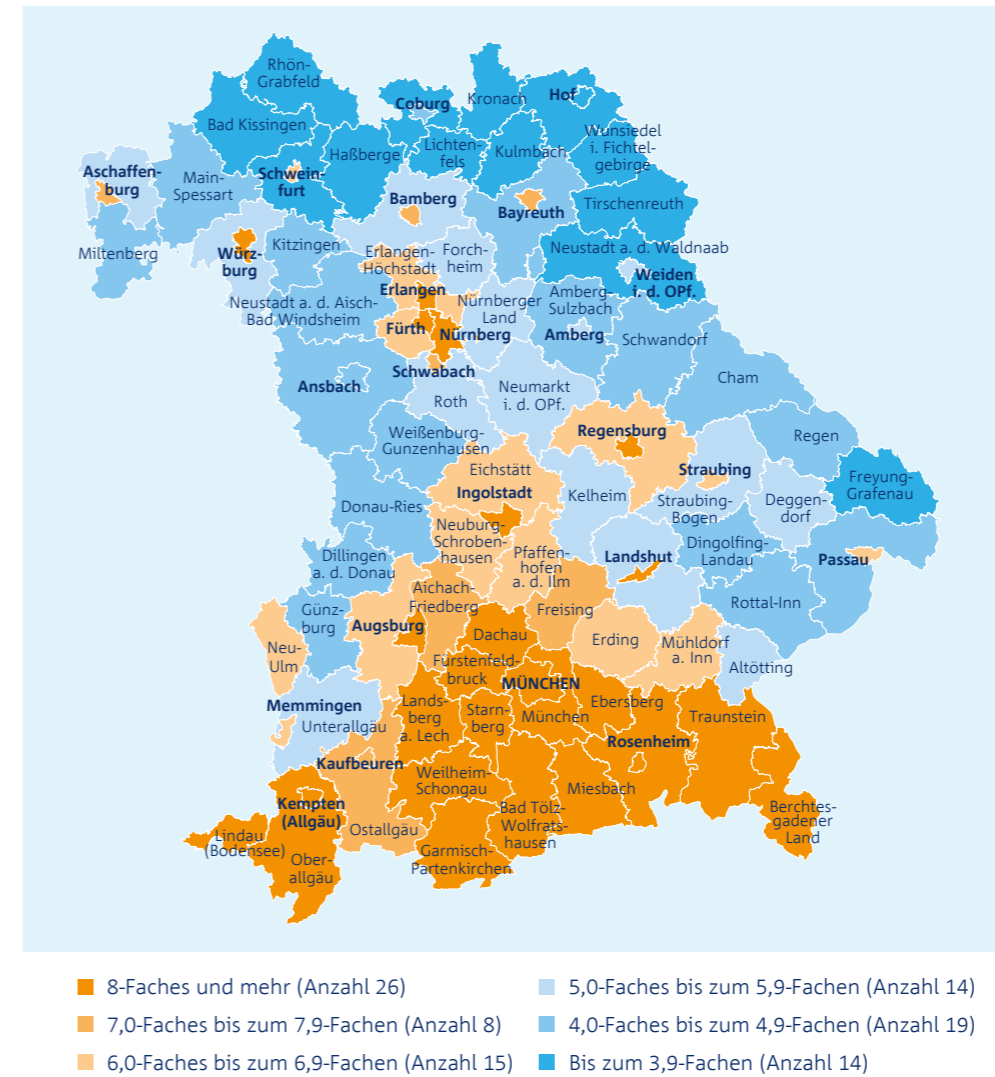 Rhön-
Grabfeld
Coburg
Kronach
Hof
Bad Kissingen
Haßberge
Lichten-
fels
Kulmbach
Wunsiedel
i. Fichtel-
gebirge
Aschaffen-
burg
Main-
Spessart
Schwein-
furt
Bamberg
Bayreuth
Tirschenreuth
Miltenberg
Würz-
burg
Kitzingen
Erlangen-
Höchstadt
Forch-
heim
Neustadt a. d. Waldnaab
Weiden
i. d. OPf.
Neustadt a. d. Aisch-
Bad Windsheim
Erlangen
Nürnberger
Land
Amberg-
Sulzbach
Fürth
Nürnberg
Amberg
Schwandorf
Ansbach
Schwabach
Roth
Neumarkt
i. d. OPf.
Cham
Weißenburg-
Gunzenhausen
Regensburg
Regen
Eichstätt
Ingolstadt
Kelheim
Straubing
Straubing-
Bogen
Deggen-
dorf
Freyung-
Grafenau
Donau-Ries
Neuburg-
Schroben-
hausen
Pfaffen-
hofen
a. d. Ilm
Landshut
Dingolfing-
Landau
Passau
Dillingen
a. d. Donau
Aichach-
Friedberg
Freising
Rottal-Inn
Günz-
burg
Augsburg
Dachau
Erding
Mühldorf
a. Inn
Altötting
Neu-
Ulm
Fürstenfeld-
bruck
MÜNCHEN
Ebersberg
Memmingen
Unterallgäu
Lands-
berg
a. Lech
Starn-
berg
München
Traunstein
Rosenheim
Kaufbeuren
Weilheim-
Schongau
Miesbach
Kempten
(Allgäu)
Bad Tölz-
Wolfrats-
hausen
Berchtes-
gadener
Land
Lindau
(Bodensee)
Ober-
allgäu
Ostallgäu
Garmisch-
Partenkirchen
8-Faches und mehr (Anzahl 26)
7,0-Faches bis zum 7,9-Fachen (Anzahl 8)
6,0-Faches bis zum 6,9-Fachen (Anzahl 15)
5,0-Faches bis zum 5,9-Fachen (Anzahl 14)
4,0-Faches bis zum 4,9-Fachen (Anzahl 19)
Bis zum 3,9-Fachen (Anzahl 14)